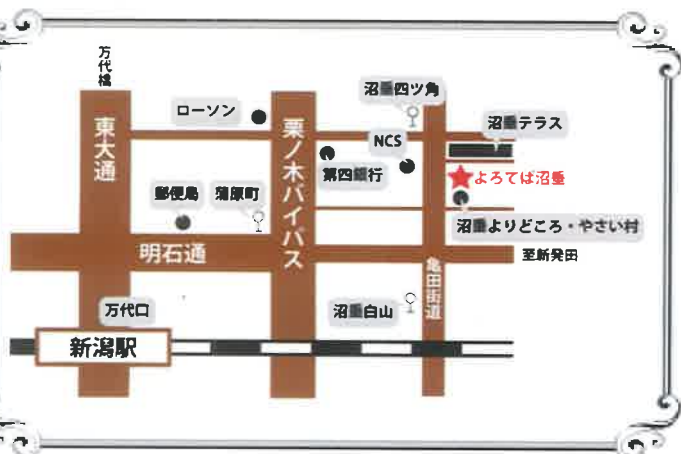 万代橋
沼垂四ツ角
ローソン
沼垂テラス
東大通
栗ノ木バイパス
NCS
第四銀行
よろてば沼垂
郵便局
蒲原町
沼垂よりどころ・やさい村
明石通
至新発田
亀田街道
万代口
沼垂白山
新潟駅